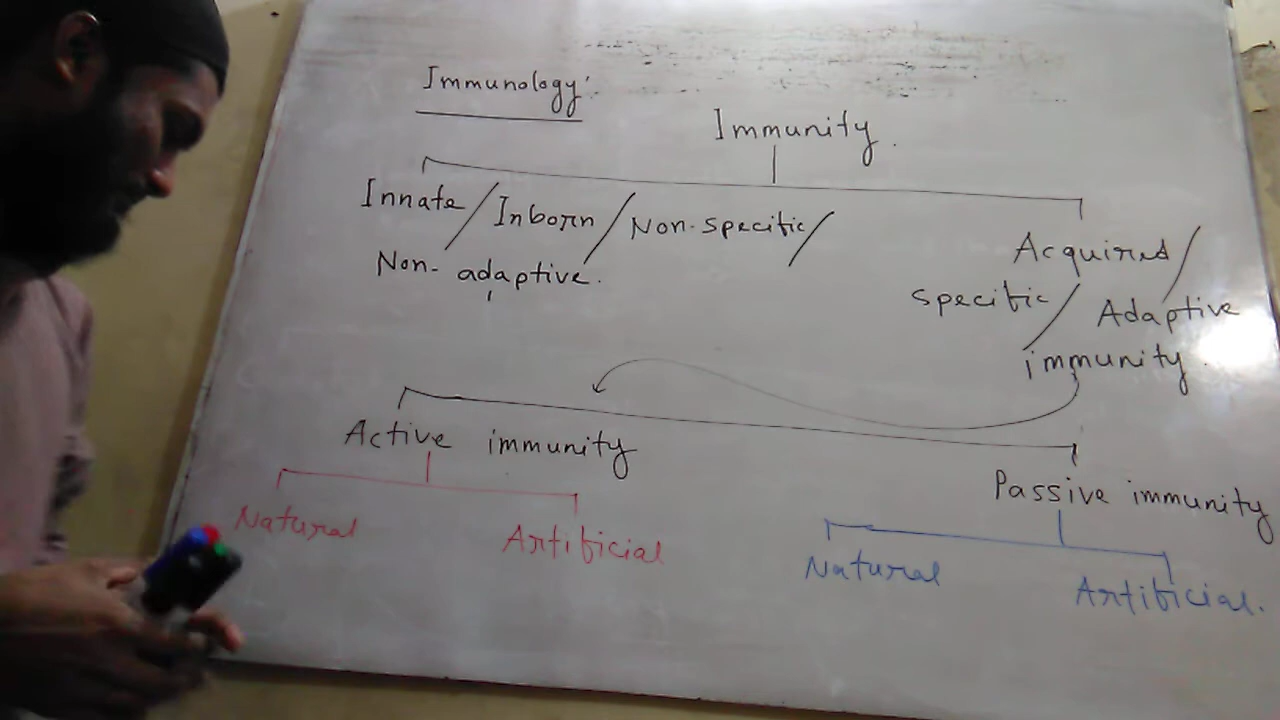 Immunology:
Immunity.
Innate/Inborn/Non-specific/
Non-adaptive.
Acquired/
specific/Adaptive
immunity.
Active immunity
Passive immunity
Natural
Artificial
Natural
Artificial.